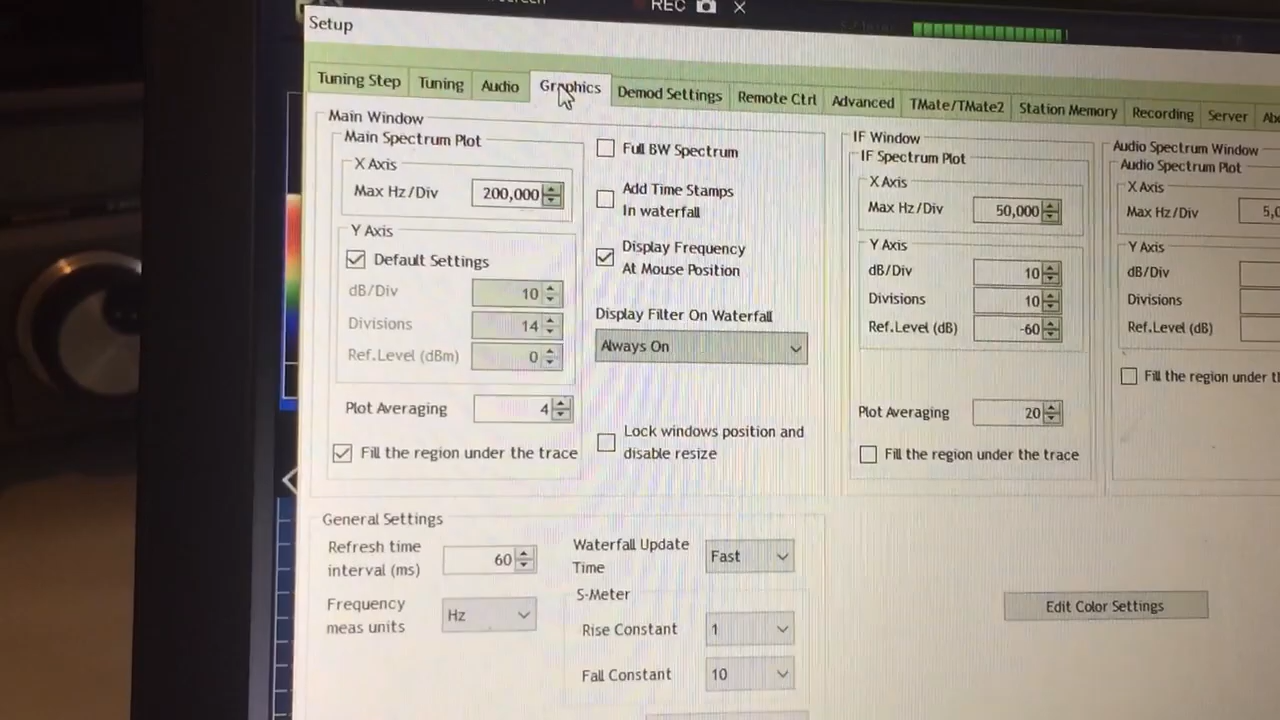 REC
Setup
Tuning Step Tuning Audio Graphics Demod Settings Remote Ctrl Advanced TMate/TMate2 Station Memory Recording Server
Main Window
Main Spectrum Plot
X Axis
Max Hz/Div 200,000
Y Axis
Default Settings
dB/Div 10
Divisions 14
Ref.Level (dBm) 0
Plot Averaging 4
Fill the region under the trace
Full BW Spectrum
Add Time Stamps
In waterfall
Display Frequency
At Mouse Position
Display Filter On Waterfall
Always On
Lock windows position and
disable resize
IF Window
IF Spectrum Plot
X Axis
Max Hz/Div 50,000
Y Axis
dB/Div 10
Divisions 10
Ref.Level (dB) -60
Plot Averaging 20
Fill the region under the trace
Audio Spectrum Window
Audio Spectrum Plot
X Axis
Max Hz/Div
Y Axis
dB/Div
Divisions
Ref.Level (dB)
Fill the region under
General Settings
Refresh time
interval (ms) 60
Frequency
meas units Hz
Waterfall Update
Time Fast
S-Meter
Rise Constant 1
Fall Constant 10
Edit Color Settings